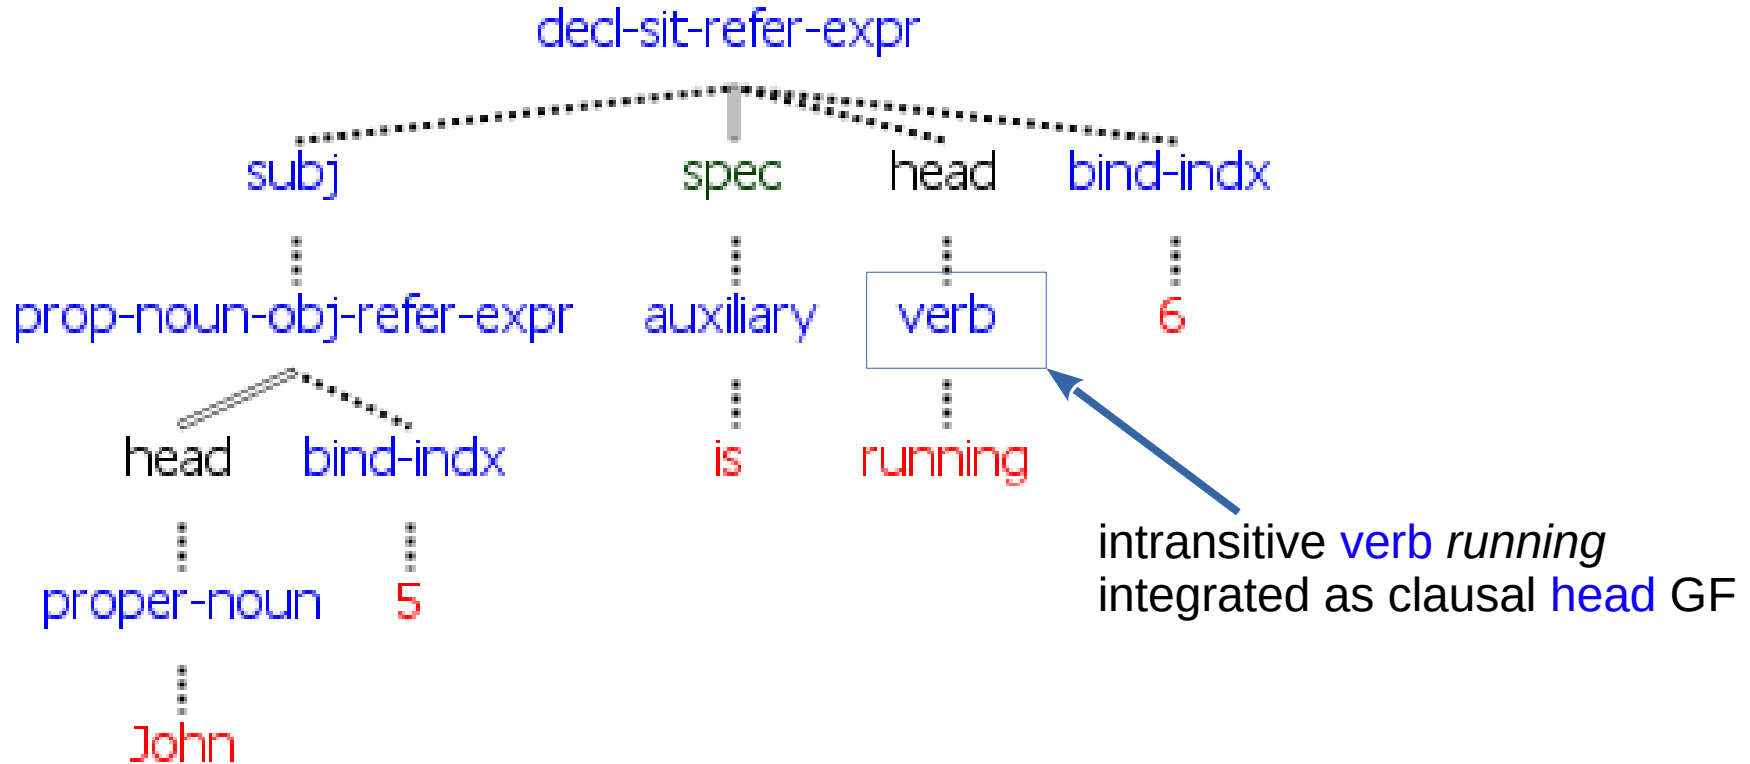 decl-sit-refer-expr
subj spec head bind-indx
prop-noun-obj-refer-expr auxiliary verb 6
head bind-indx is running
intransitive verb running
integrated as clausal head GF
proper-noun 5
John